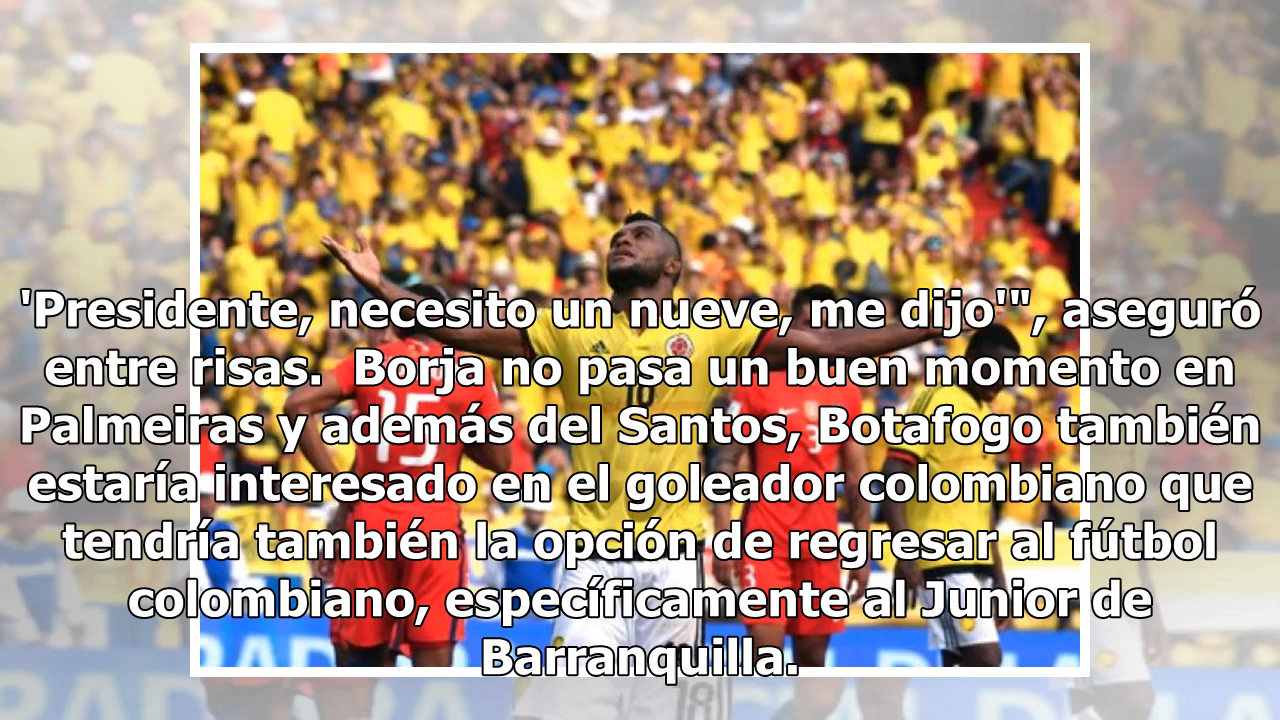 'Presidente, necesito un nueve, me dijo'", aseguró
entre risas.  Borja no pasa un buen momento en
Palmeiras y además del Santos, Botafogo también
estaría interesado en el goleador colombiano que
tendría también la opción de regresar al fútbol
colombiano, específicamente al Junior de
Barranquilla.
15
3